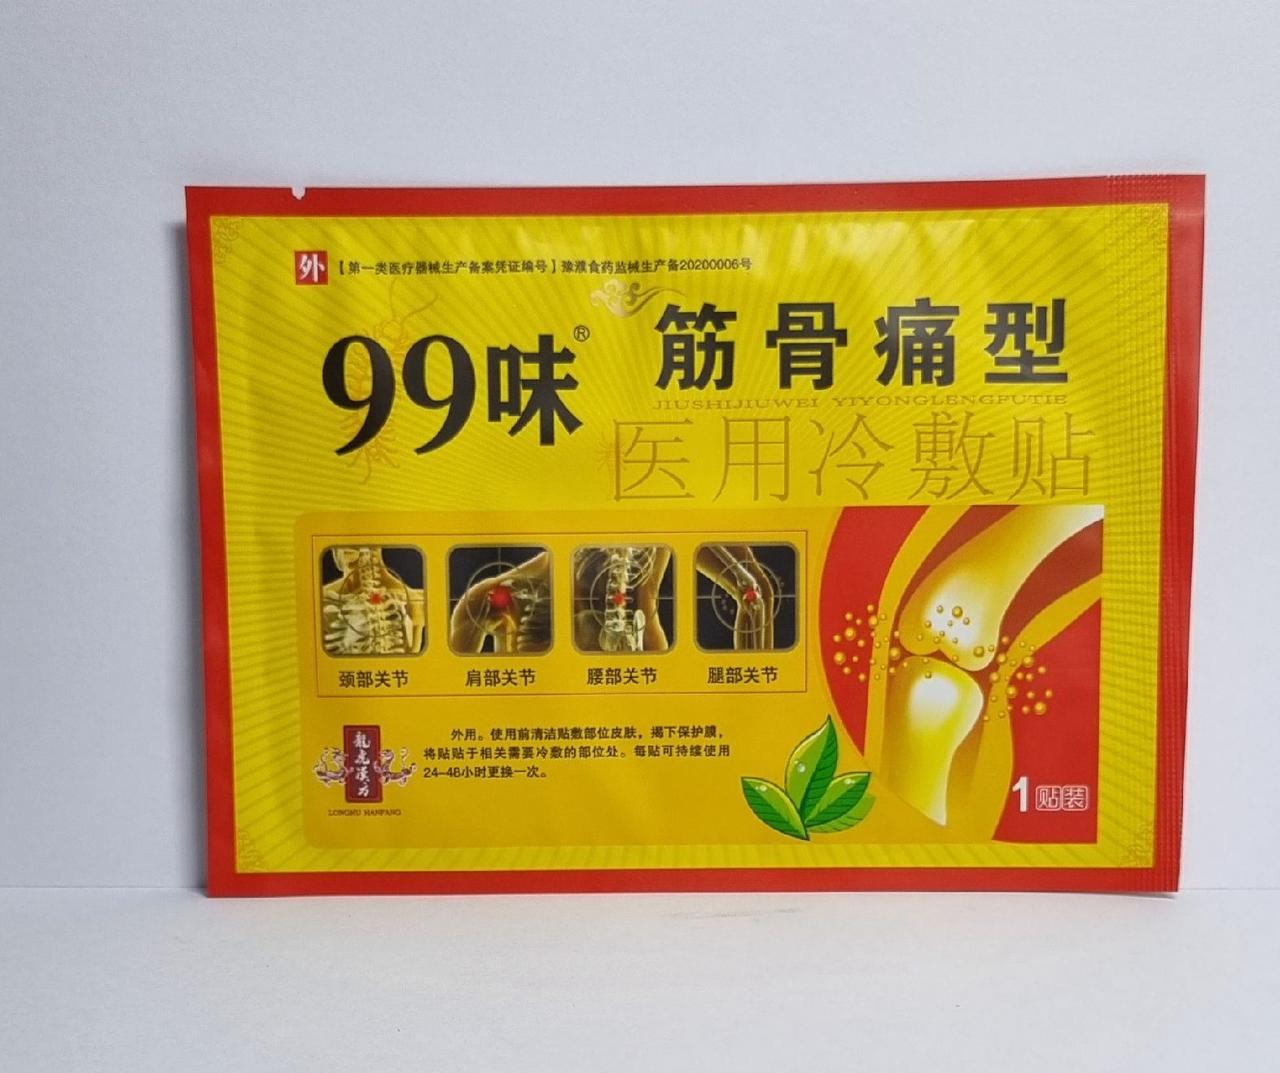 外【第一类医疗器械生产备案凭证编号】豫濮食药监械生产备20200006号
99味®
筋骨痛型
JIUSHIJIUWEI YIYONGLENGFUTIE
医用冷敷贴
颈部关节 肩部关节 腰部关节 腿部关节
龍虎漢方
LONGHU HANFANG
外用。使用前清洁贴敷部位皮肤，揭下保护膜，
将贴贴于相关需要冷敷的部位处。每贴可持续使用
24-48小时更换一次。
1贴装